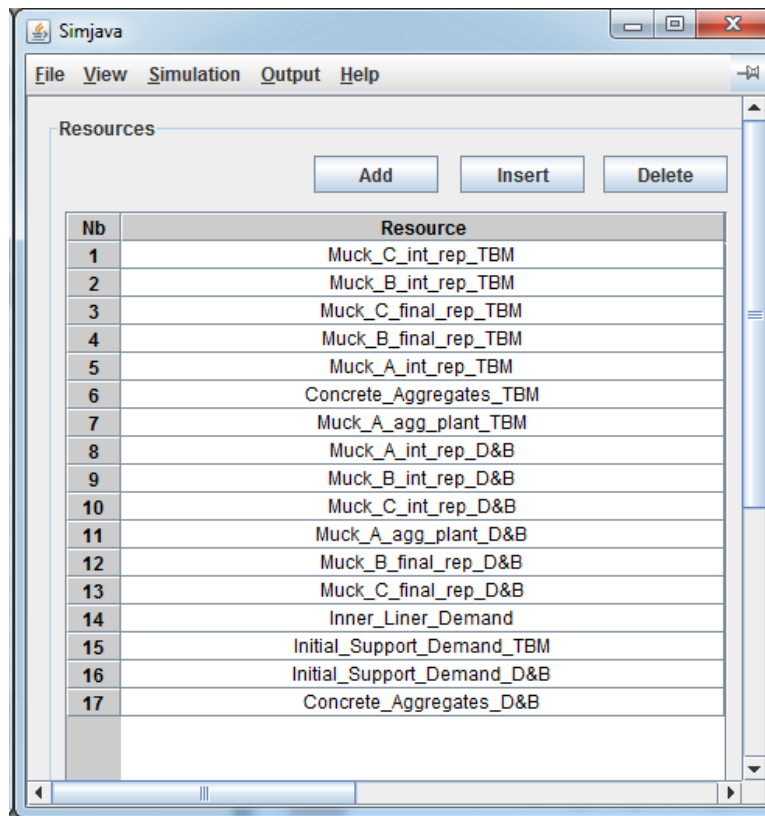 Simjava
File View Simulation Output Help
Resources
Add Insert Delete
Nb Resource
1 Muck_C_int_rep_TBM
2 Muck_B_int_rep_TBM
3 Muck_C_final_rep_TBM
4 Muck_B_final_rep_TBM
5 Muck_A_int_rep_TBM
6 Concrete_Aggregates_TBM
7 Muck_A_agg_plant_TBM
8 Muck_A_int_rep_D&B
9 Muck_B_int_rep_D&B
10 Muck_C_int_rep_D&B
11 Muck_A_agg_plant_D&B
12 Muck_B_final_rep_D&B
13 Muck_C_final_rep_D&B
14 Inner_Liner_Demand
15 Initial_Support_Demand_TBM
16 Initial_Support_Demand_D&B
17 Concrete_Aggregates_D&B